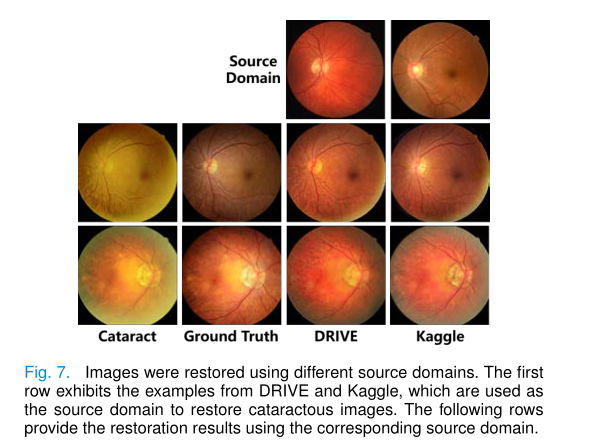 Source
Domain
Cataract Ground Truth DRIVE Kaggle
Fig. 7. Images were restored using different source domains. The first
row exhibits the examples from DRIVE and Kaggle, which are used as
the source domain to restore cataractous images. The following rows
provide the restoration results using the corresponding source domain.